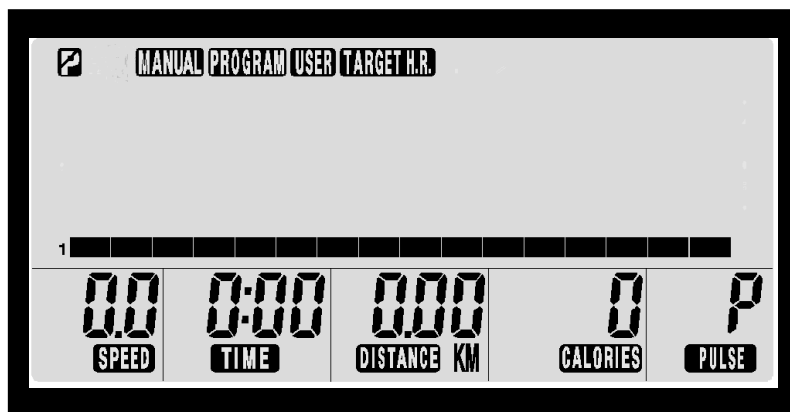 MANUAL PROGRAM USER TARGET H.R.
1
0.0 0:00 0.00 0 P
SPEED TIME DISTANCE KM CALORIES PULSE